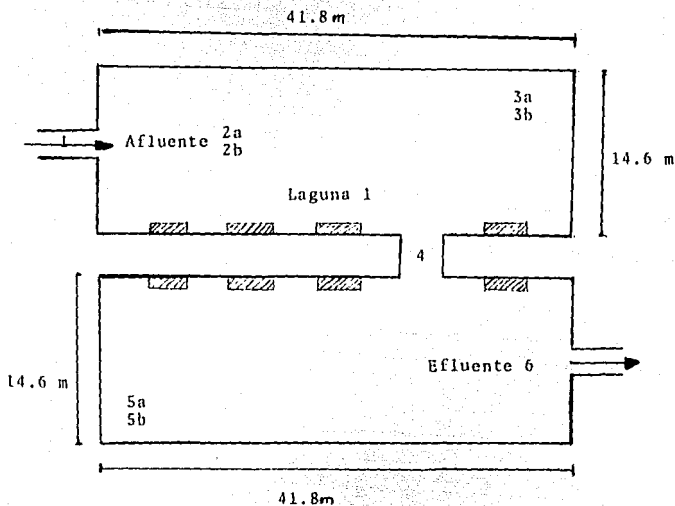 41.8m
3a
3b
1
Afluente
2a
2b
14.6 m
Laguna 1
4
Efluente 6
14.6 m
5a
5b
41.8m